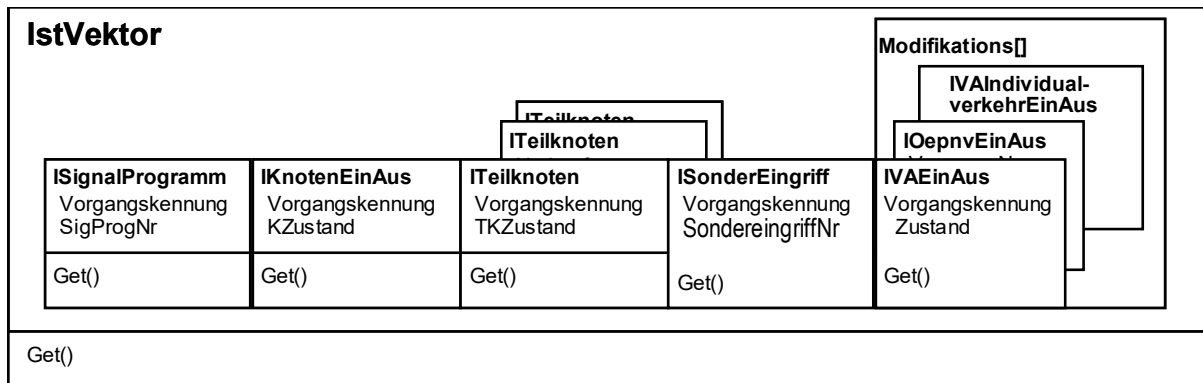 IstVektor
Modifikations[]
IVAIndividual-
verkehrEinAus
ITeilknoten
ITeilknoten
IOepnvEinAus
ISignalProgramm
Vorgangskennung
SigProgNr
Get()
IKnotenEinAus
Vorgangskennung
KZustand
Get()
ITeilknoten
Vorgangskennung
TKZustand
Get()
ISonderEingriff
Vorgangskennung
SondereingriffNr
Get()
IVAEinAus
Vorgangskennung
Zustand
Get()
Get()